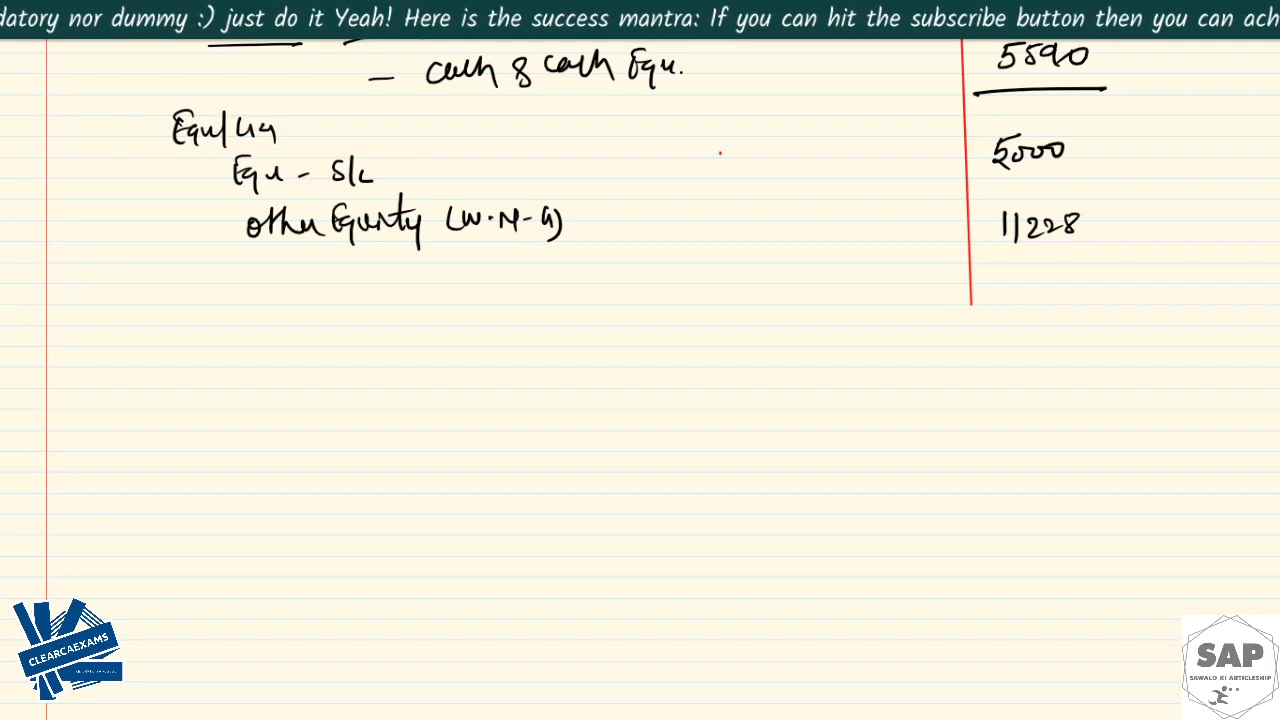 datory nor dummy :) just do it Yeah! Here is the success mantra: If you can hit the subscribe button then you can ach
— cash & cash Equ. 5590
Equ/Lia
Equ - S/C 5000
other Equity (W.N-4) 11228
CLEARCAEXAMS
SAP
SAWALO KI ARTICLESHIP